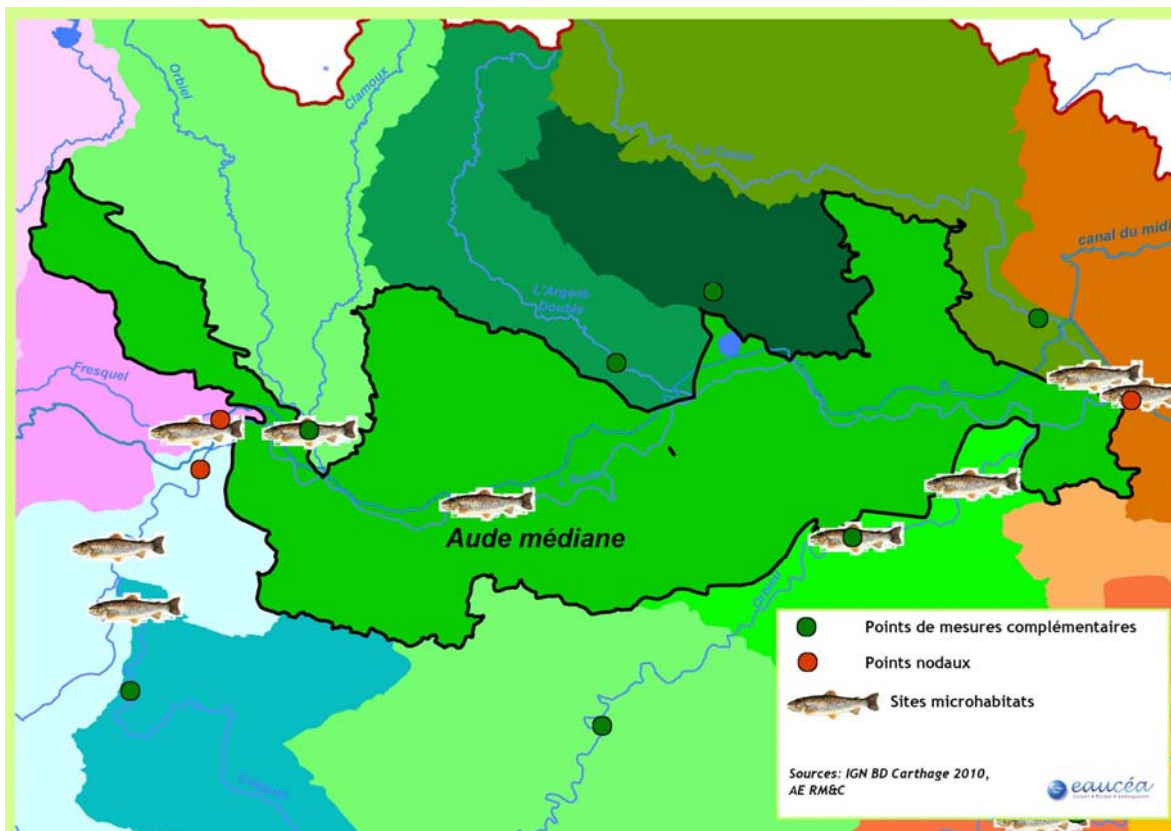 Orbiel
Clamoux
La Cesse
canal du midi
L'Argent-
Double
Fresquel
Aude médiane
Orbieu
Points de mesures complémentaires
Points nodaux
Sites microhabitats
Sources: IGN BD Carthage 2010,
AE RM&C
eaucéa